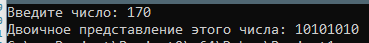 Введите число: 170
Двоичное представление этого числа: 10101010